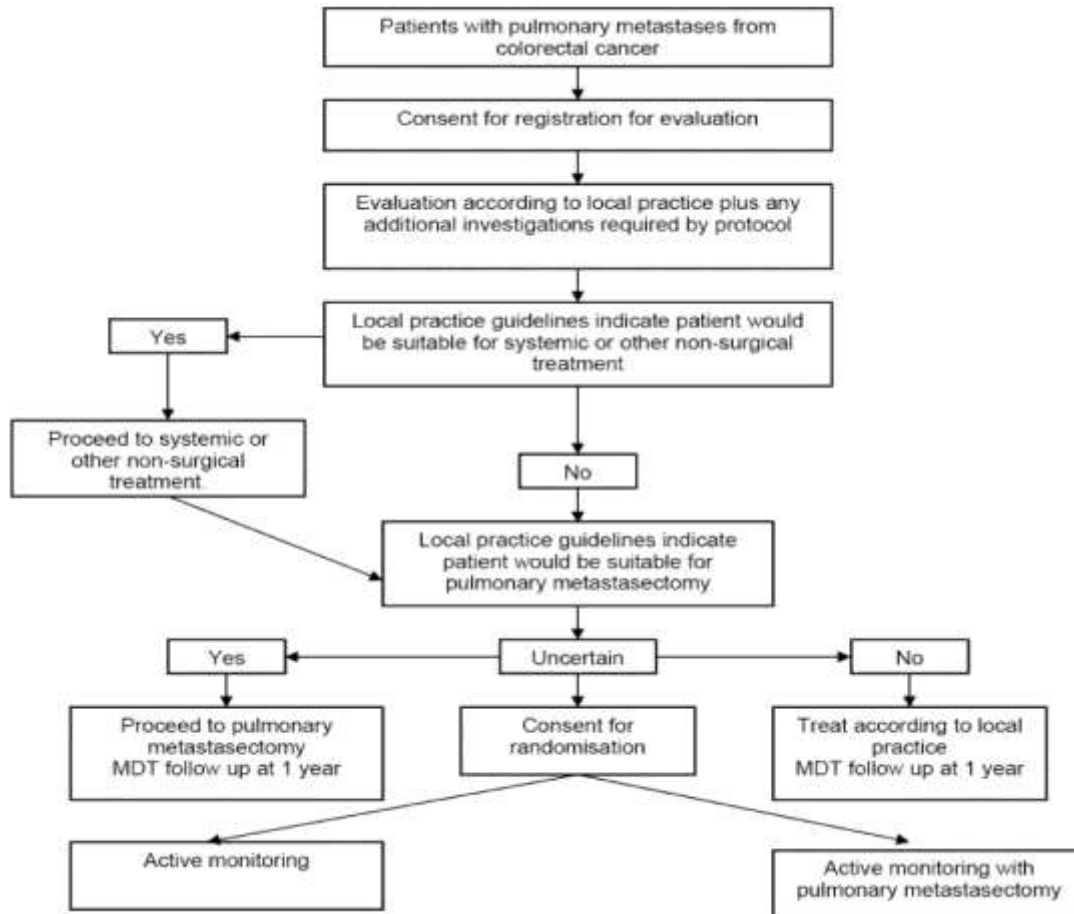 Patients with pulmonary metastases from
colorectal cancer
Consent for registration for evaluation
Evaluation according to local practice plus any
additional investigations required by protocol
Local practice guidelines indicate patient would
be suitable for systemic or other non-surgical
treatment
Yes
Proceed to systemic or
other non-surgical
treatment.
No
Local practice guidelines indicate
patient would be suitable for
pulmonary metastasectomy
Yes
Uncertain
No
Proceed to pulmonary
metastasectomy
MDT follow up at 1 year
Consent for
randomisation
Treat according to local
practice
MDT follow up at 1 year
Active monitoring
Active monitoring with
pulmonary metastasectomy